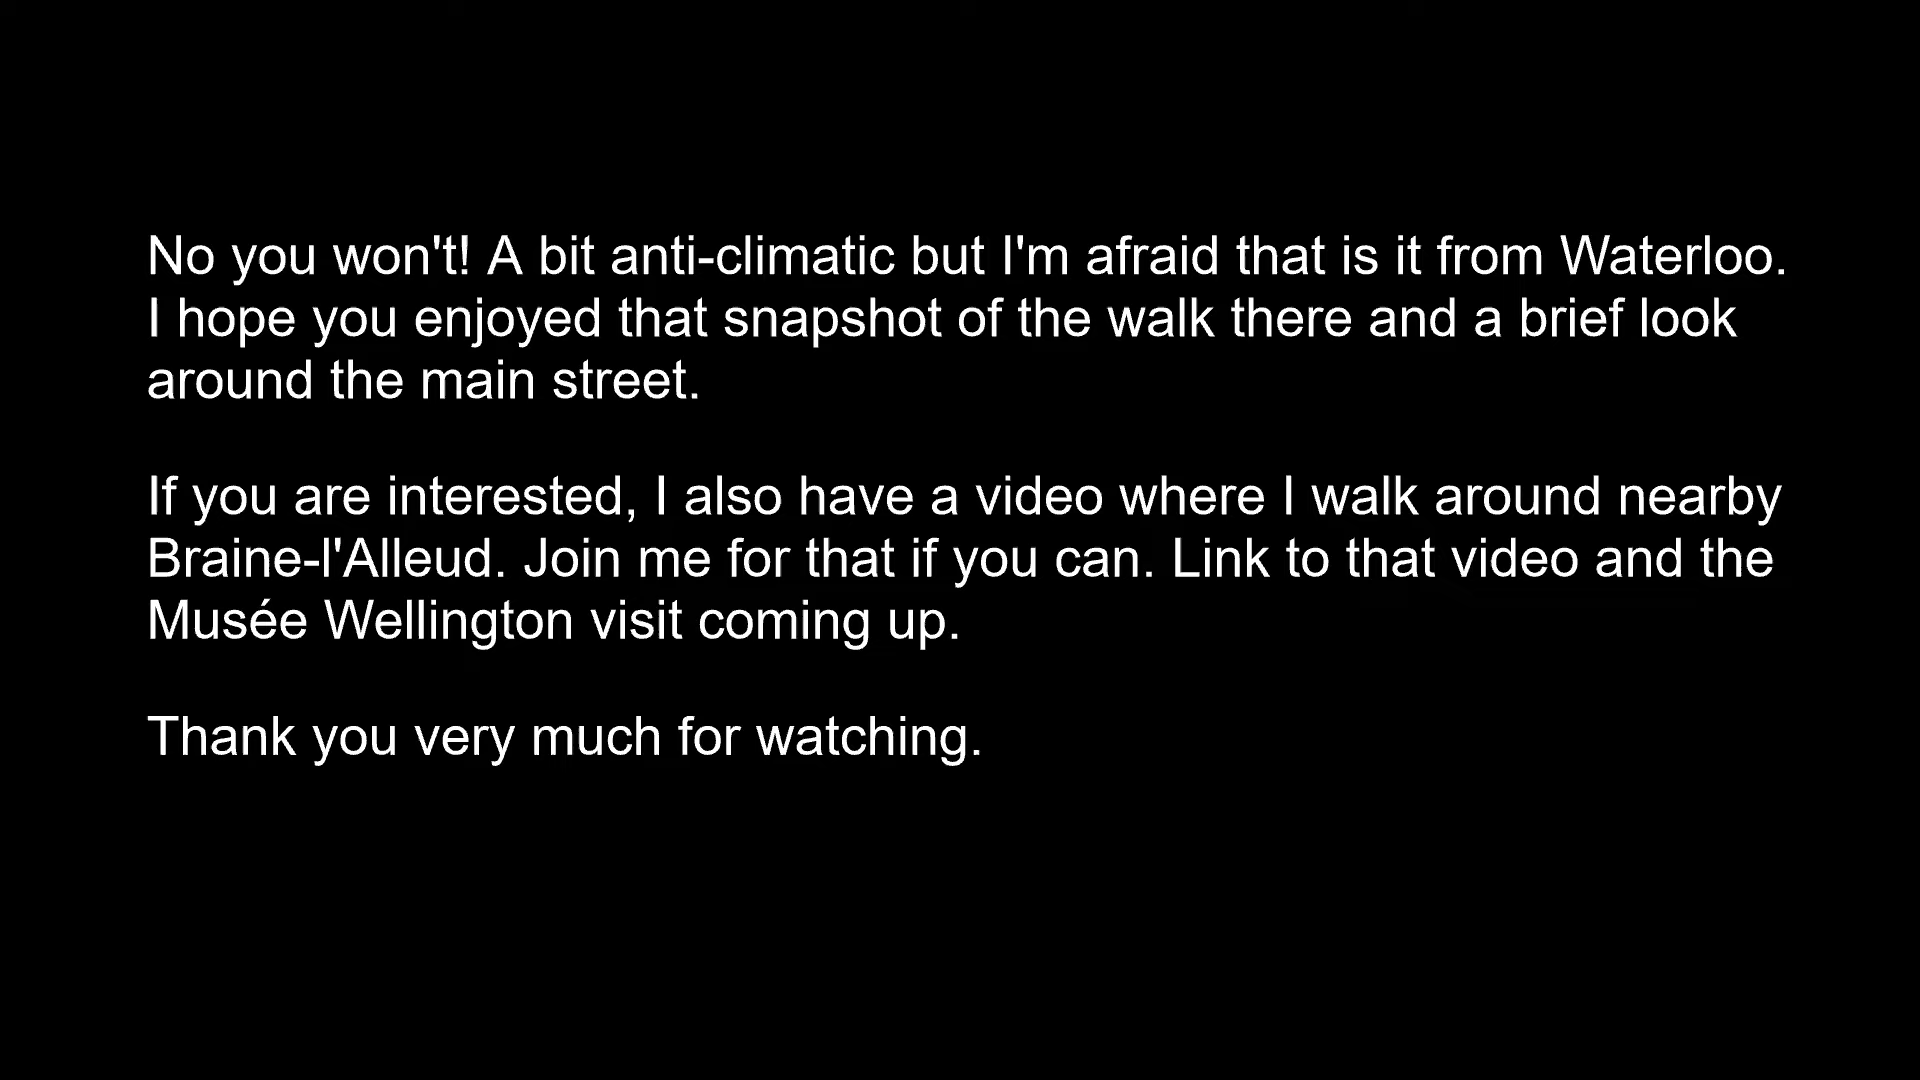 No you won't! A bit anti-climatic but I'm afraid that is it from Waterloo.
I hope you enjoyed that snapshot of the walk there and a brief look
around the main street.
If you are interested, I also have a video where I walk around nearby
Braine-l'Alleud. Join me for that if you can. Link to that video and the
Musée Wellington visit coming up.
Thank you very much for watching.